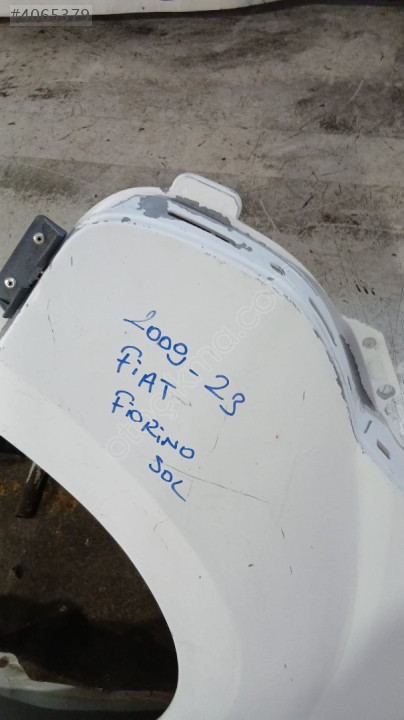 #4065379
2009-23
FiAT
FiORiNO
SOL